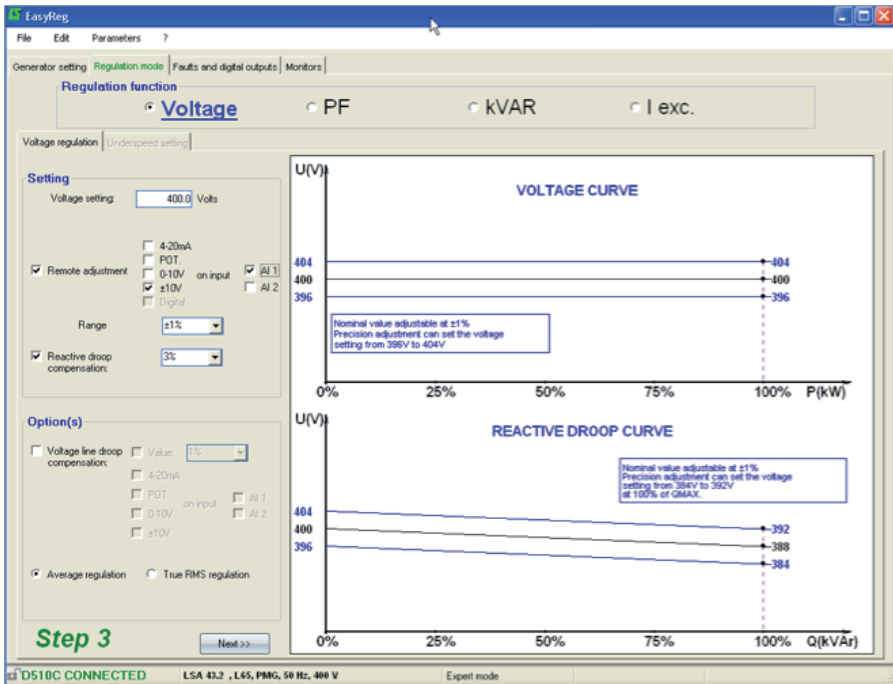 EasyReg
File Edit Parameters ?
Generator setting Regulation mode Faults and digital outputs Monitors
Regulation function
Voltage PF kVAR I exc.
Voltage regulation Underspeed setting
Setting
Voltage setting: 400.0 Volts
4-20mA
POT.
Remote adjustment 0-10V on input AI 1
±10V AI 2
Digital
Range ±1%
Reactive droop compensation: 3%
Option(s)
Voltage line droop compensation: Value: 1%
4-20mA
POT. on input AI 1
0-10V AI 2
±10V
Average regulation True RMS regulation
Step 3 Next >>
U(V)
VOLTAGE CURVE
404 404
400 400
396 396
Nominal value adjustable at ±1%
Precision adjustment can set the voltage
setting from 396V to 404V
0% 25% 50% 75% 100% P(kW)
U(V)
REACTIVE DROOP CURVE
Nominal value adjustable at ±1%
Precision adjustment can set the voltage
setting from 384V to 392V
at 100% of QMAX.
404 392
400 388
396 384
0% 25% 50% 75% 100% Q(kVAr)
D510C CONNECTED LSA 43.2 , L65, PMG, 50 Hz, 400 V Expert mode